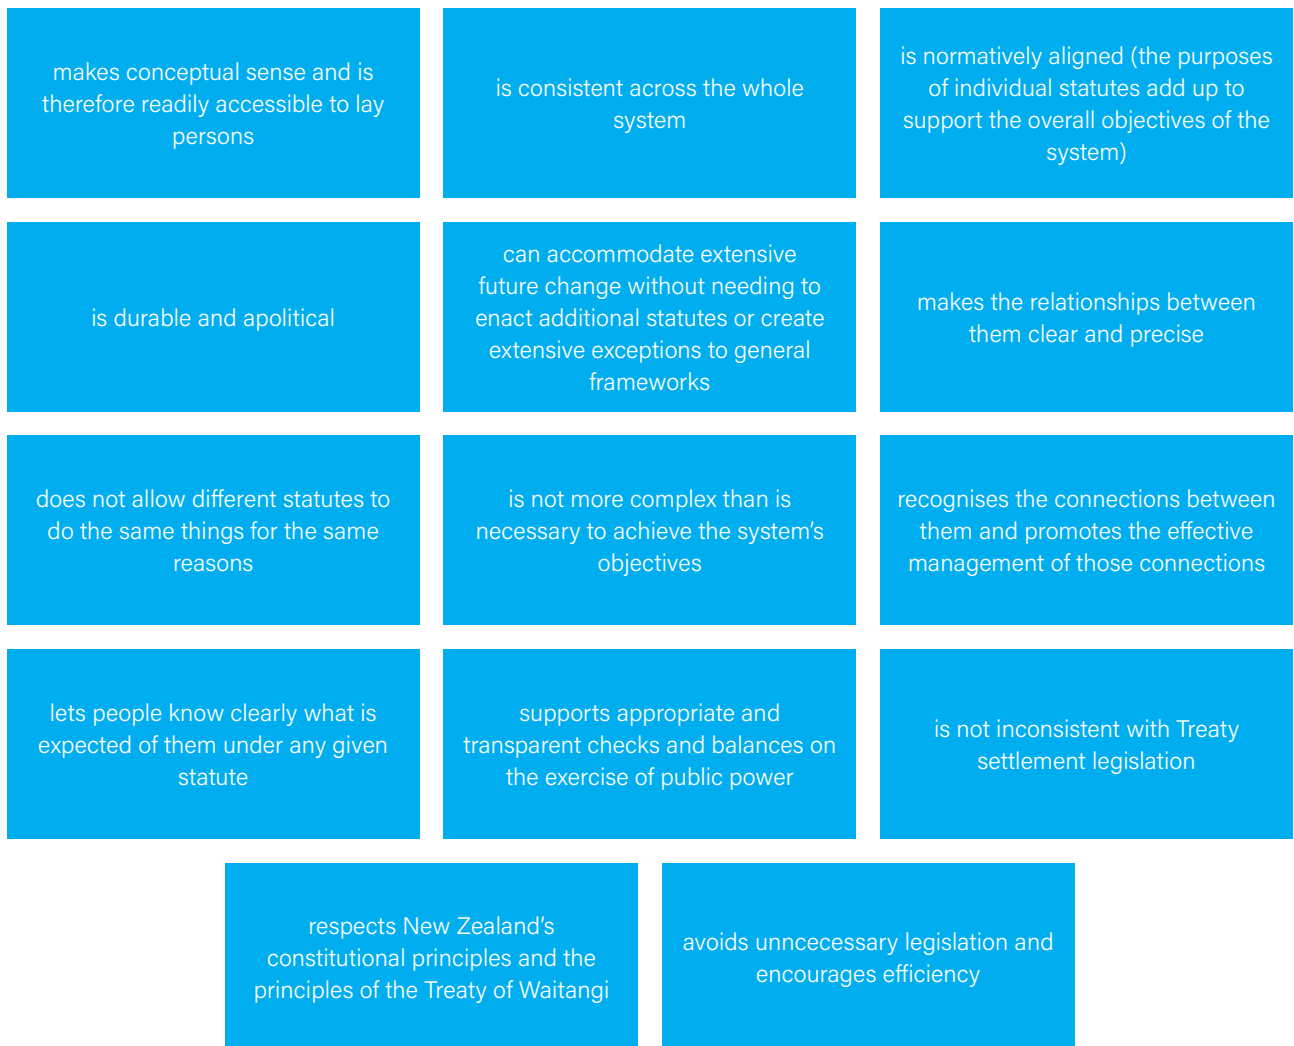 makes conceptual sense and is
therefore readily accessible to lay
persons
is consistent across the whole
system
is normatively aligned (the purposes
of individual statutes add up to
support the overall objectives of the
system)
is durable and apolitical
can accommodate extensive
future change without needing to
enact additional statutes or create
extensive exceptions to general
frameworks
makes the relationships between
them clear and precise
does not allow different statutes to
do the same things for the same
reasons
is not more complex than is
necessary to achieve the system’s
objectives
recognises the connections between
them and promotes the effective
management of those connections
lets people know clearly what is
expected of them under any given
statute
supports appropriate and
transparent checks and balances on
the exercise of public power
is not inconsistent with Treaty
settlement legislation
respects New Zealand’s
constitutional principles and the
principles of the Treaty of Waitangi
avoids unncecessary legislation and
encourages efficiency